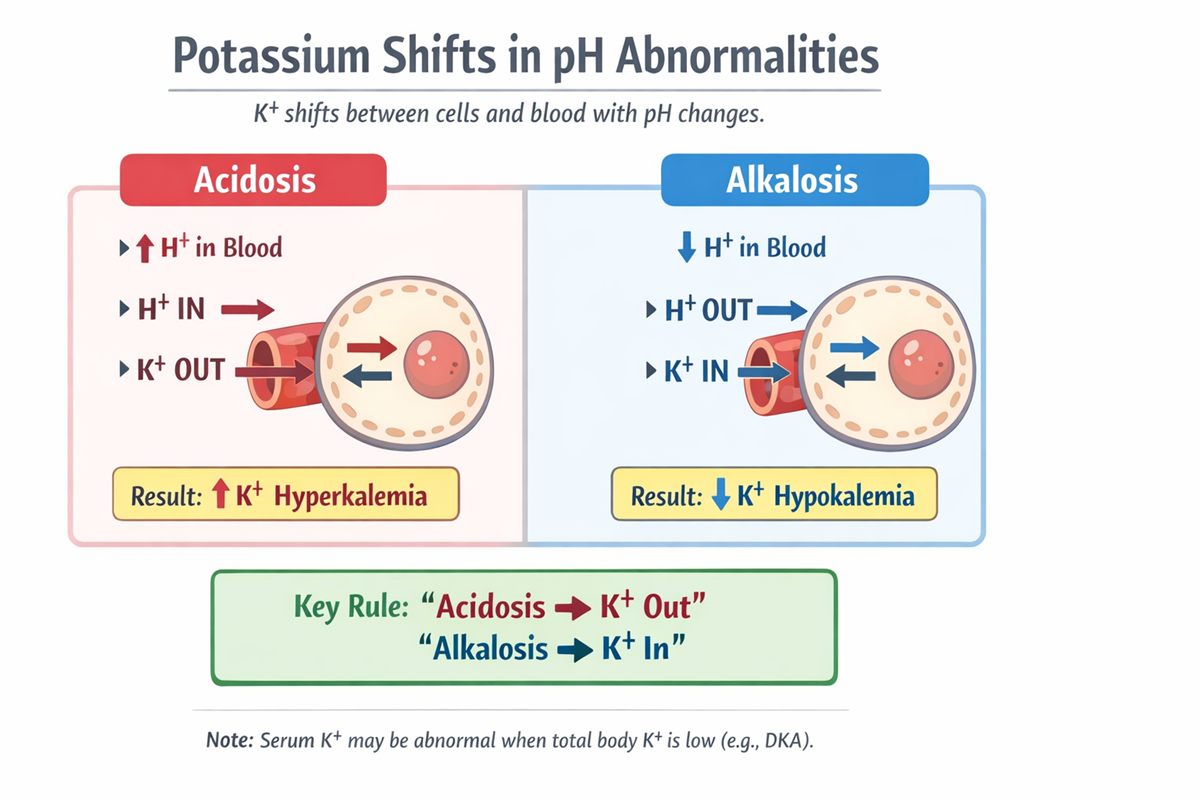 Potassium Shifts in pH Abnormalities
K⁺ shifts between cells and blood with pH changes.
Acidosis
↑ H⁺ in Blood
H⁺ IN →
K⁺ OUT →
Result: ↑ K⁺ Hyperkalemia
Alkalosis
↓ H⁺ in Blood
H⁺ OUT →
K⁺ IN →
Result: ↓ K⁺ Hypokalemia
Key Rule: “Acidosis → K⁺ Out”
“Alkalosis → K⁺ In”
Note: Serum K⁺ may be abnormal when total body K⁺ is low (e.g., DKA).